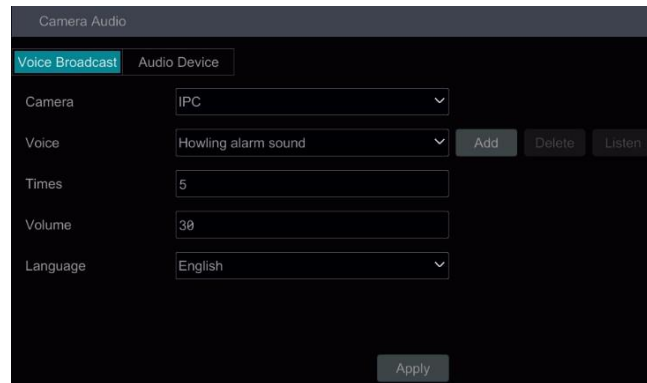 Camera Audio
Voice Broadcast Audio Device
Camera IPC
Voice Howling alarm sound Add Delete Listen
Times 5
Volume 30
Language English
Apply